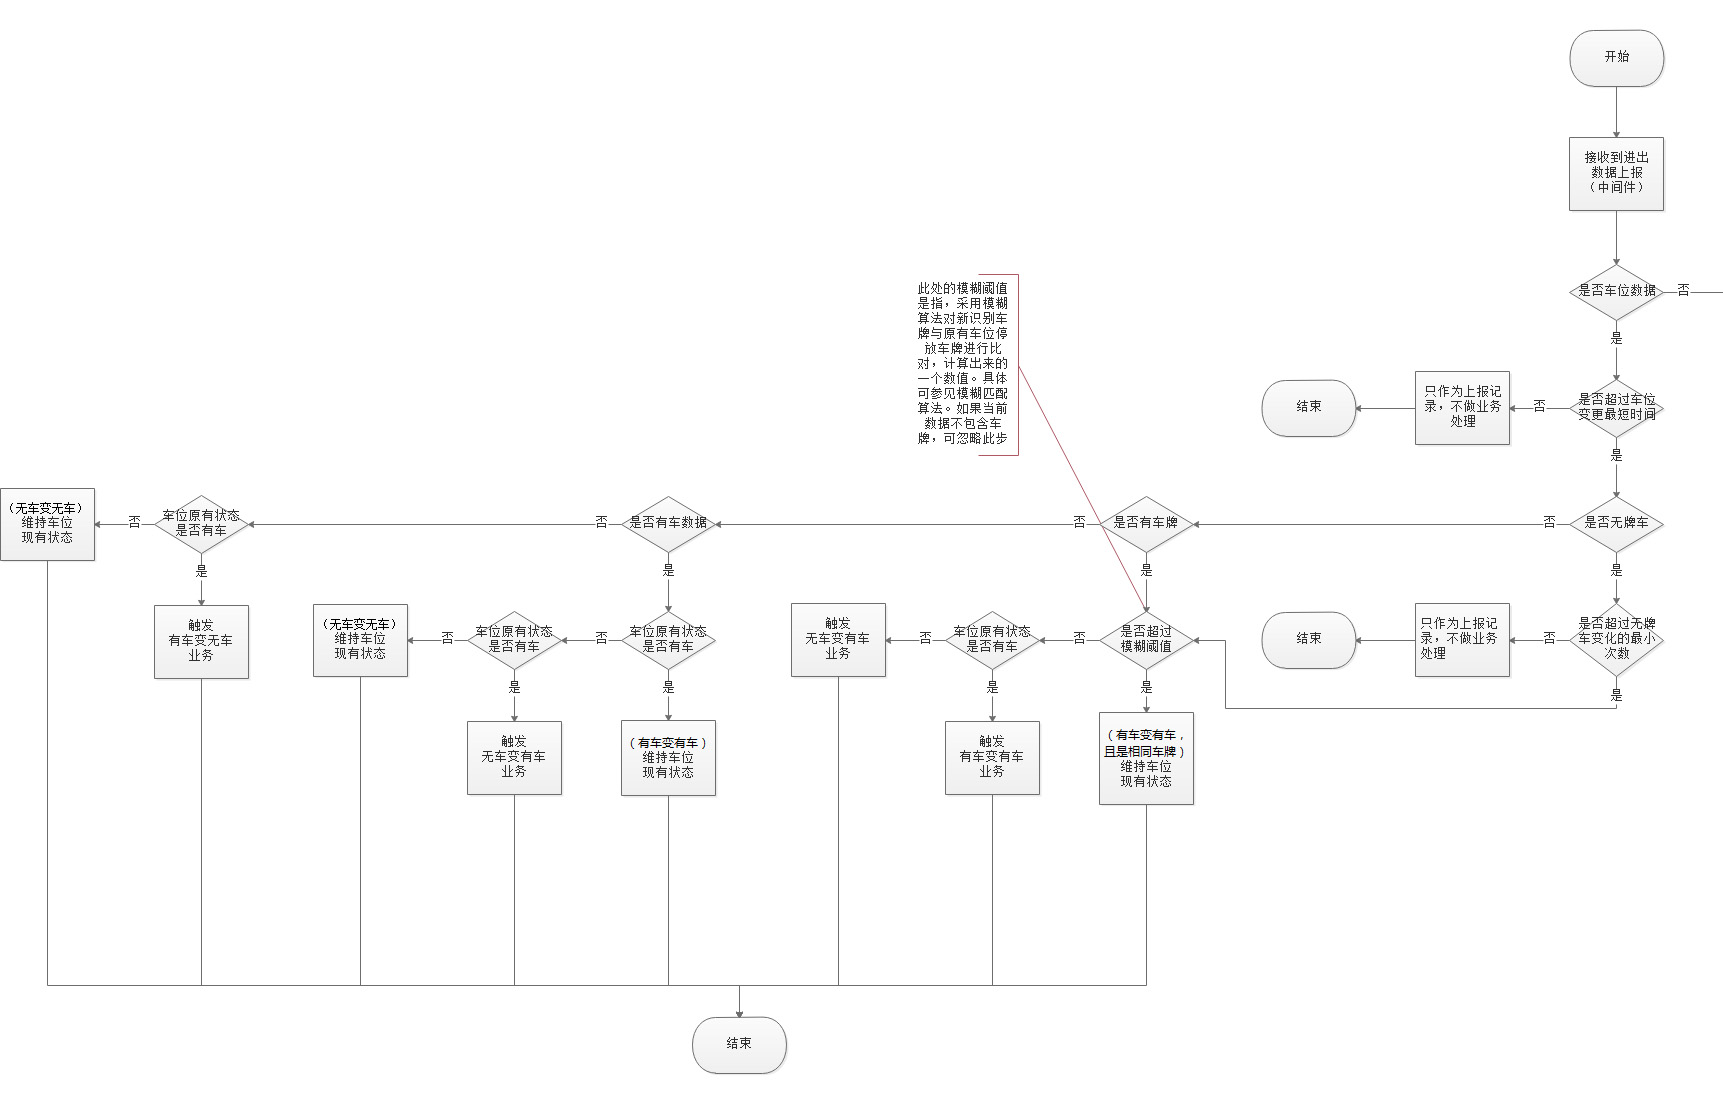 开始
接收到进出
数据上报
（中间件）
是否车位数据
否
是
此处的模糊阈值
是指，采用模糊
算法对新识别车
牌与原有车位停
放车牌进行比
对，计算出来的
一个数值。具体
可参见模糊匹配
算法。如果当前
数据不包含车
牌，可忽略此步
结束
只作为上报记
录，不做业务
处理
否
是否超过车位
变更最短时间
是
（无车变无车）
维持车位
现有状态
否
车位原有状态
是否有车
否
是否有车数据
否
是否有车牌
否
是否无牌车
是
是
是
是
触发
有车变无车
业务
（无车变无车）
维持车位
现有状态
否
车位原有状态
是否有车
否
车位原有状态
是否有车
触发
无车变有车
业务
否
车位原有状态
是否有车
否
是否超过
模糊阈值
结束
只作为上报记
录，不做业务
处理
否
是否超过无牌
车变化的最小
次数
是
是
是
是
是
触发
无车变有车
业务
（有车变有车）
维持车位
现有状态
触发
有车变有车
业务
（有车变有车，
且是相同车牌）
维持车位
现有状态
结束